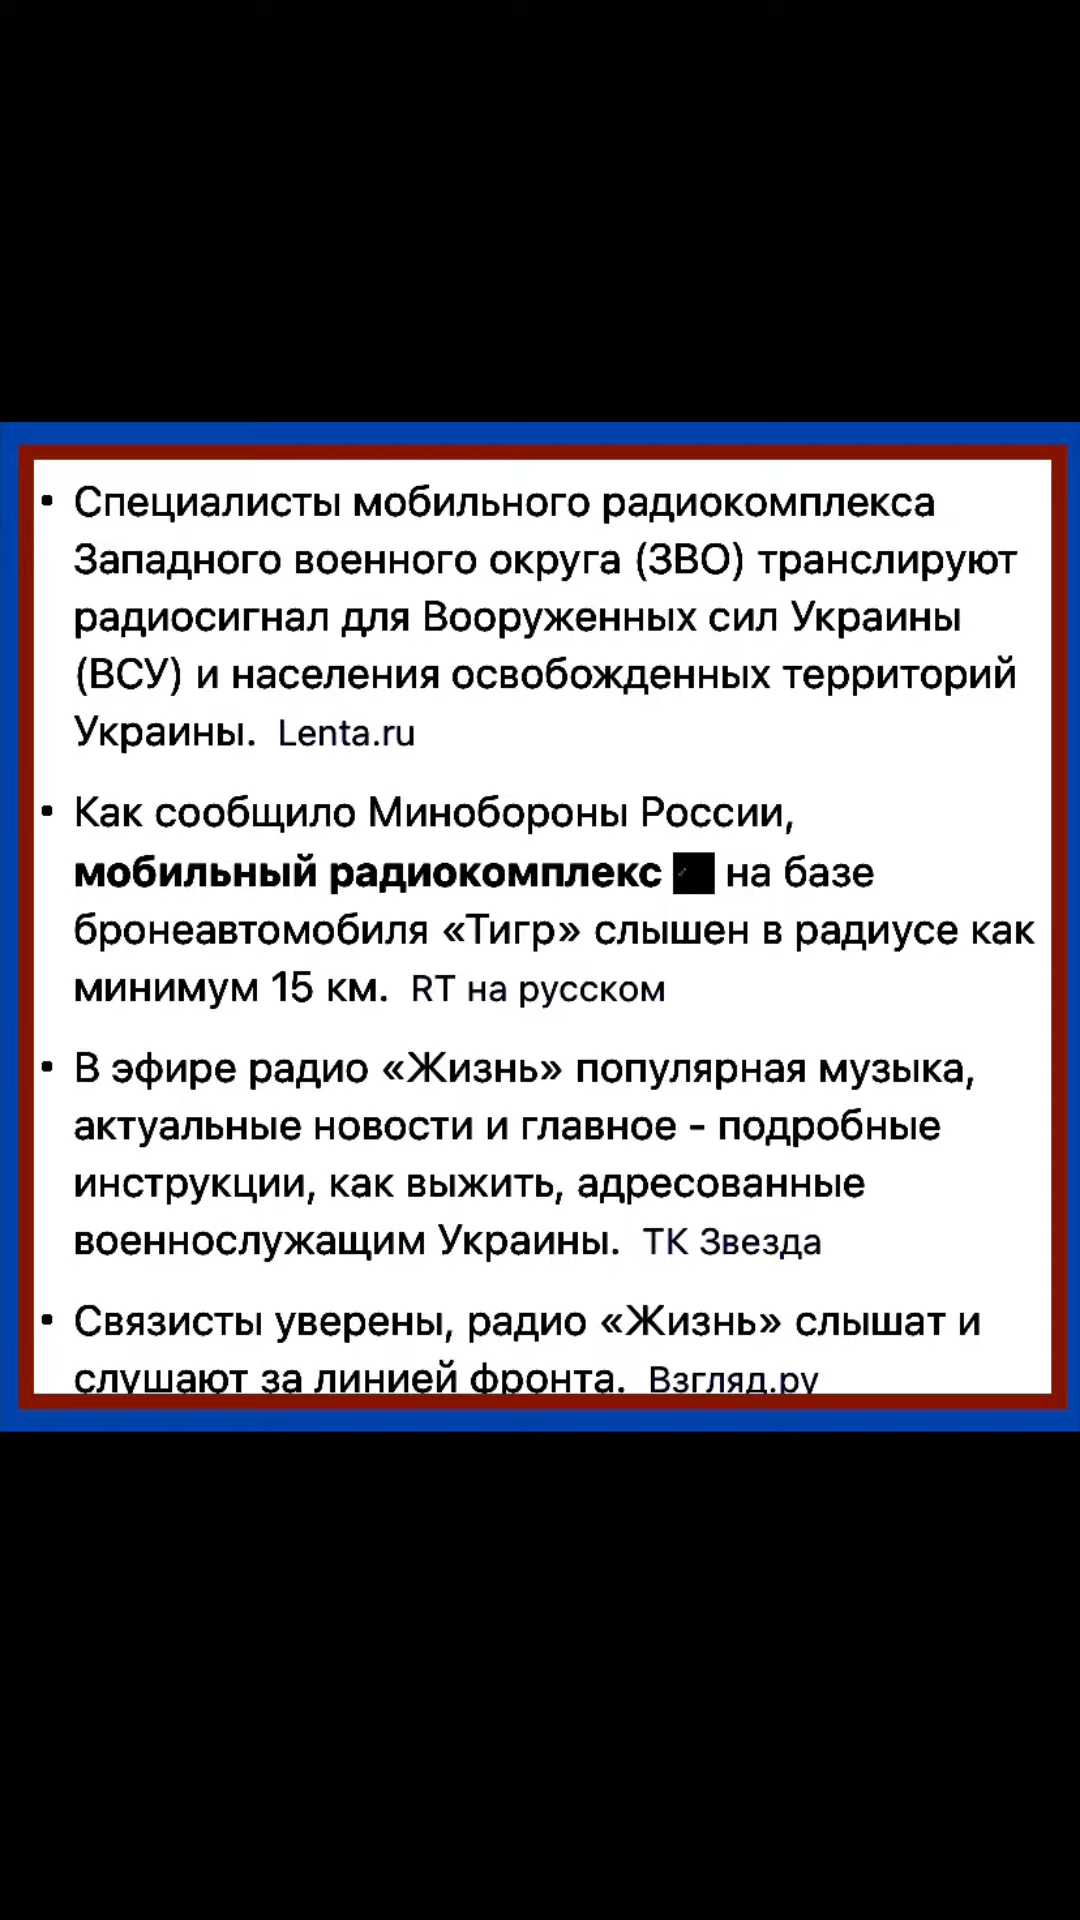 • Специалисты мобильного радиокомплекса
Западного военного округа (ЗВО) транслируют
радиосигнал для Вооруженных сил Украины
(ВСУ) и населения освобожденных территорий
Украины. Lenta.ru
• Как сообщило Минобороны России,
мобильный радиокомплекс на базе
бронеавтомобиля «Тигр» слышен в радиусе как
минимум 15 км. RT на русском
• В эфире радио «Жизнь» популярная музыка,
актуальные новости и главное - подробные
инструкции, как выжить, адресованные
военнослужащим Украины. ТК Звезда
• Связисты уверены, радио «Жизнь» слышат и
слушают за линией фронта. Взгляд.ру